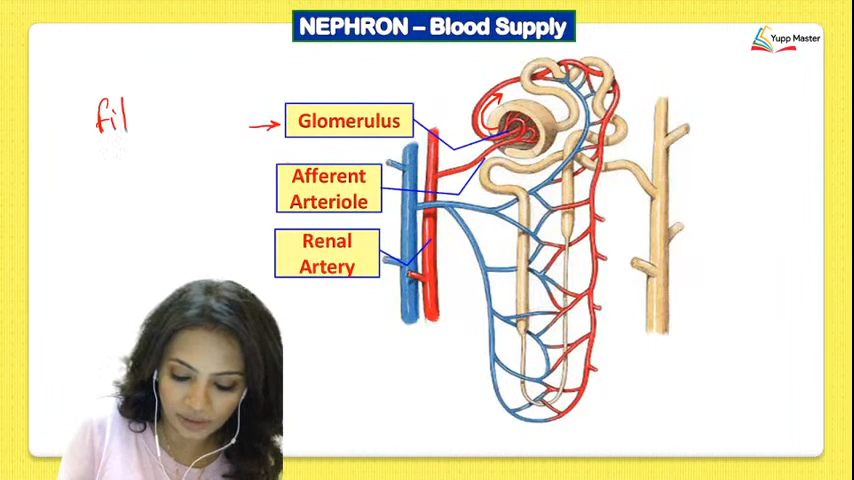 NEPHRON – Blood Supply
Yupp Master
fil
Glomerulus
Afferent
Arteriole
Renal
Artery